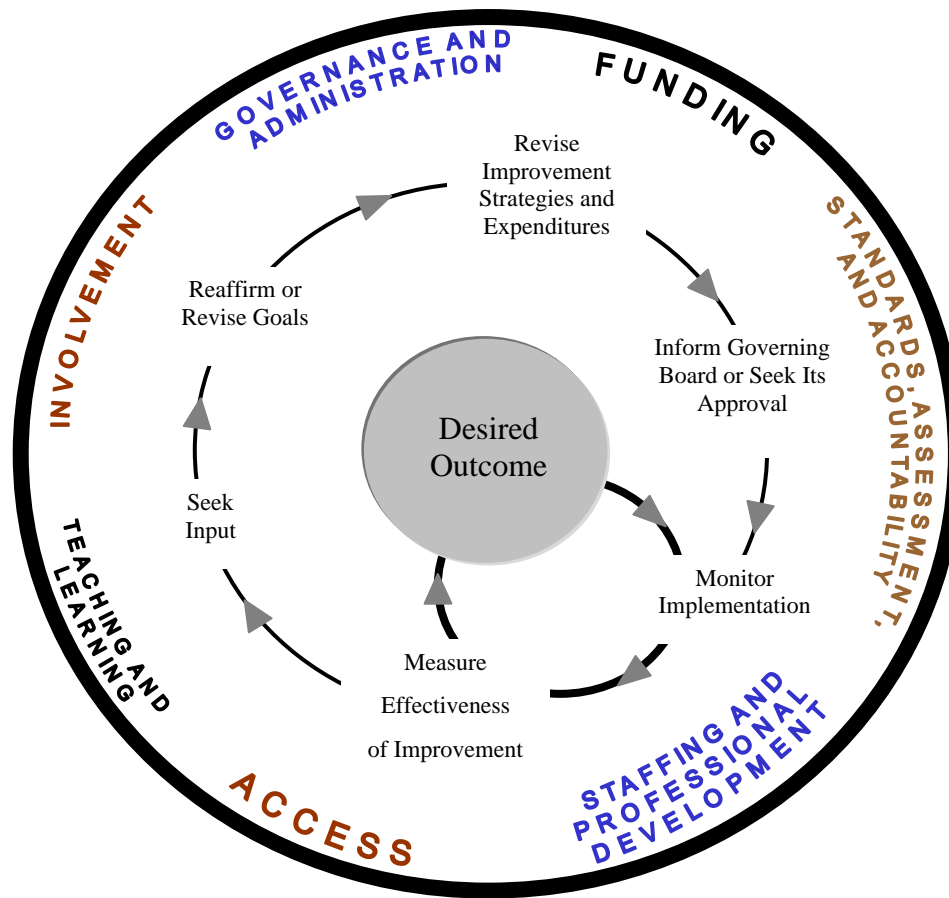 GOVERNANCE AND
ADMINISTRATION
FUNDING
STANDARDS, ASSESSMENT,
AND ACCOUNTABILITY
STAFFING AND
PROFESSIONAL
DEVELOPMENT
ACCESS
TEACHING AND
LEARNING
INVOLVEMENT
Revise
Improvement
Strategies and
Expenditures
Inform Governing
Board or Seek Its
Approval
Monitor
Implementation
Measure
Effectiveness
of Improvement
Seek
Input
Reaffirm or
Revise Goals
Desired
Outcome